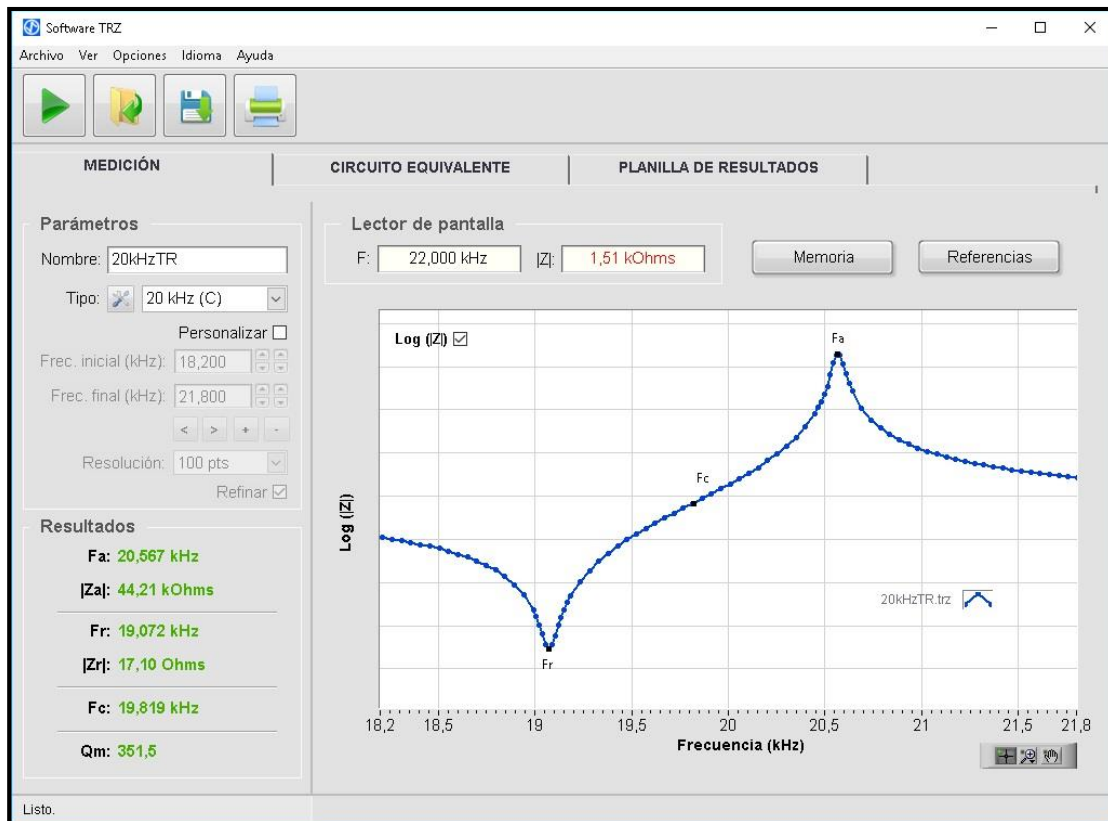 Software TRZ
Archivo Ver Opciones Idioma Ayuda
MEDICIÓN
CIRCUITO EQUIVALENTE
PLANILLA DE RESULTADOS
Parámetros
Nombre: 20kHzTR
Tipo: 20 kHz (C)
Personalizar
Frec. inicial (kHz): 18,200
Frec. final (kHz): 21,800
< > + -
Resolución: 100 pts
Refinar
Resultados
Fa: 20,567 kHz
|Za|: 44,21 kOhms
Fr: 19,072 kHz
|Zr|: 17,10 Ohms
Fc: 19,819 kHz
Qm: 351,5
Lector de pantalla
F: 22,000 kHz |Z|: 1,51 kOhms
Memoria
Referencias
Log (|Z|)
Fa
Fc
Fr
20kHzTR.trz
Log (|Z|)
18,2 18,5 19 19,5 20 20,5 21 21,5 21,8
Frecuencia (kHz)
Listo.